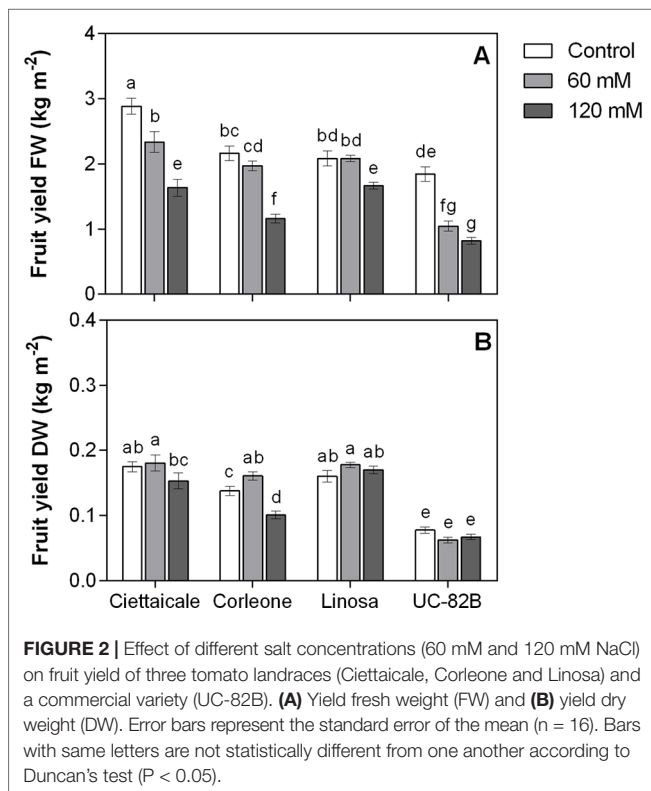 A
Control
60 mM
120 mM
Fruit yield FW (kg m-2)
4
3
2
1
0
a b e bc cd f bd bd e de fg g
B
Fruit yield DW (kg m-2)
0.4
0.3
0.2
0.1
0.0
ab a bc c ab d ab a ab e e e
Ciettaicale Corleone Linosa UC-82B
FIGURE 2 | Effect of different salt concentrations (60 mM and 120 mM NaCl)
on fruit yield of three tomato landraces (Ciettaicale, Corleone and Linosa) and
a commercial variety (UC-82B). (A) Yield fresh weight (FW) and (B) yield dry
weight (DW). Error bars represent the standard error of the mean (n = 16). Bars
with same letters are not statistically different from one another according to
Duncan's test (P < 0.05).